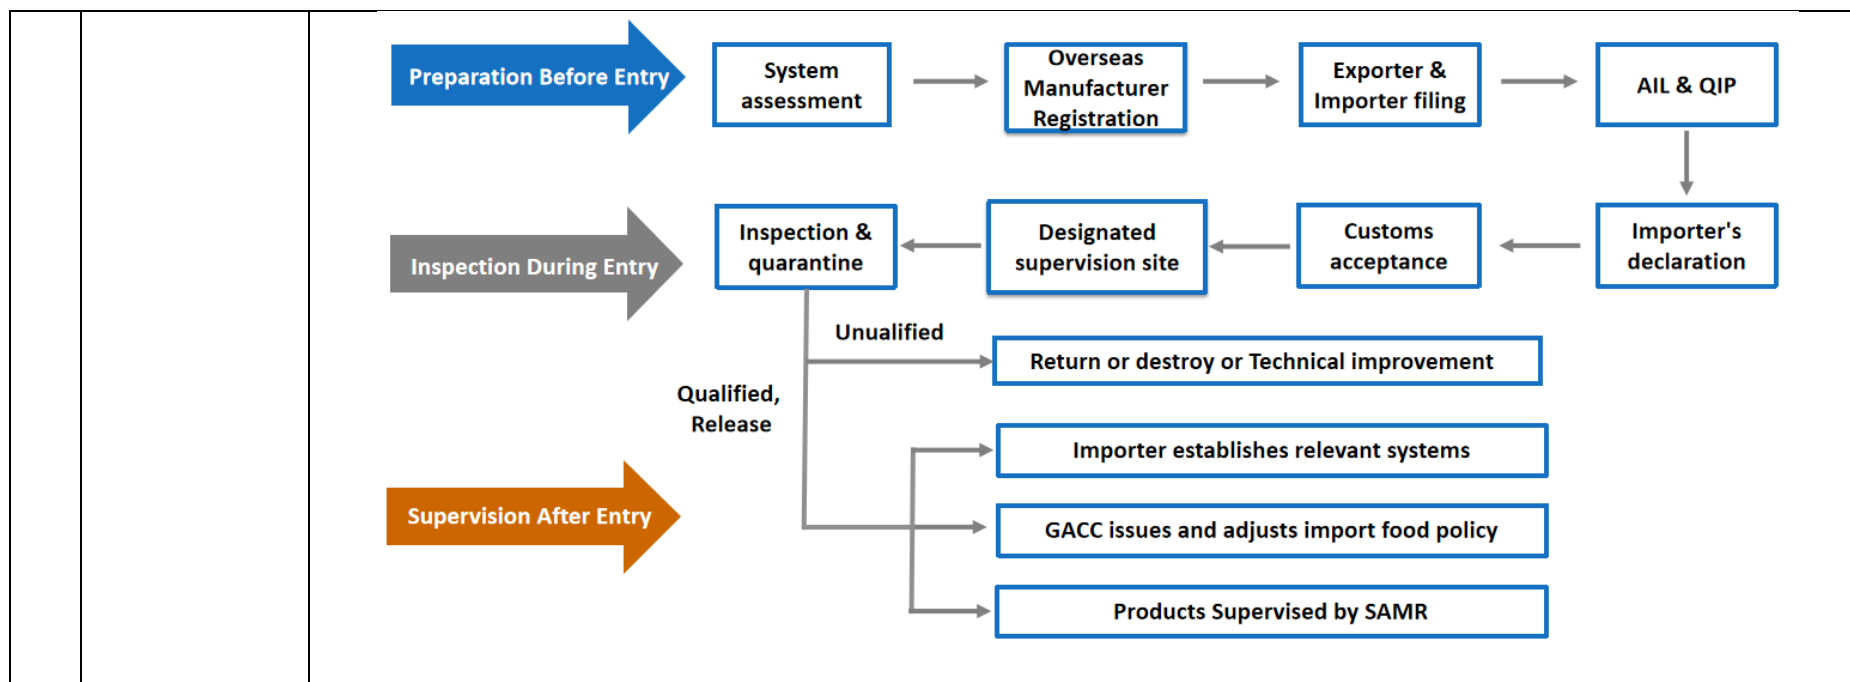 Preparation Before Entry
System
assessment
Overseas
Manufacturer
Registration
Exporter &
Importer filing
AIL & QIP
Inspection During Entry
Inspection &
quarantine
Designated
supervision site
Customs
acceptance
Importer's
declaration
Unualified
Return or destroy or Technical improvement
Qualified,
Release
Importer establishes relevant systems
Supervision After Entry
GACC issues and adjusts import food policy
Products Supervised by SAMR